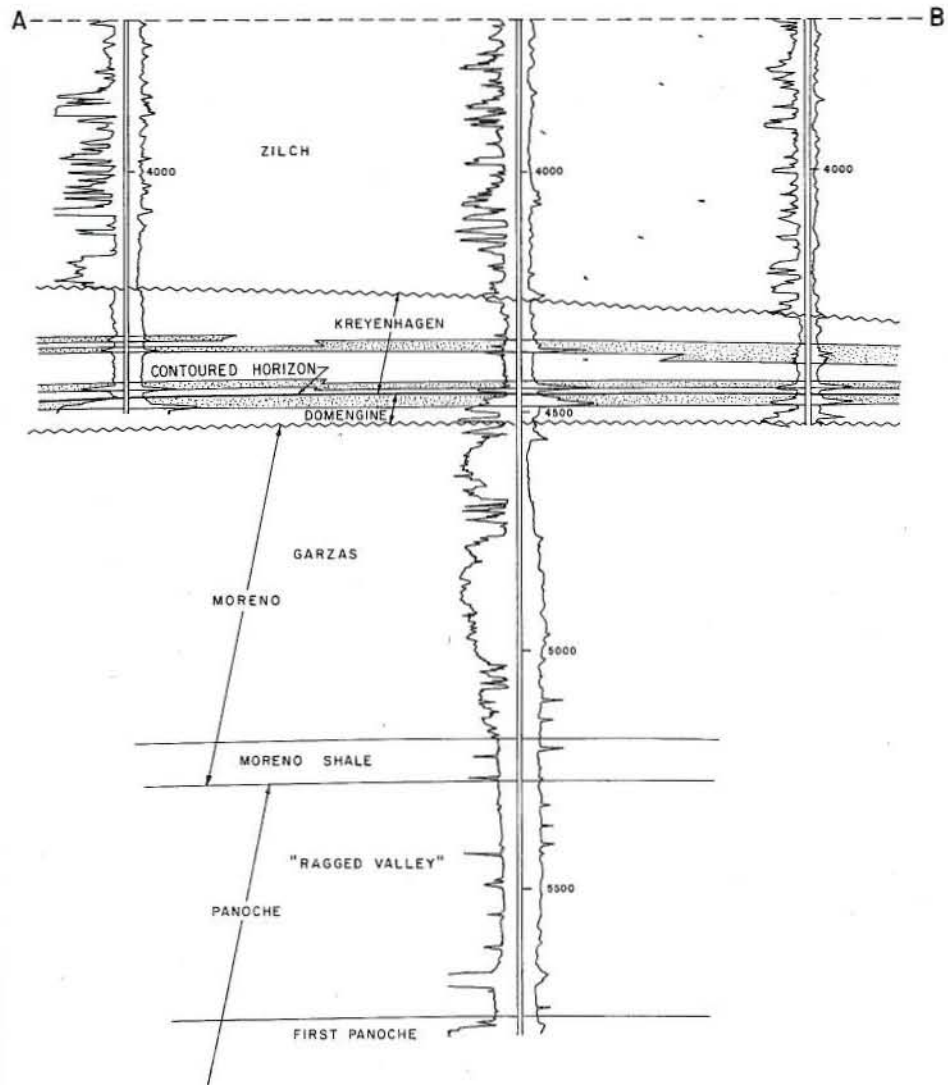 A
B
ZILCH
4000
4000
4000
KREYENHAGEN
CONTOURED HORIZON
DOMENGINE
4500
GARZAS
MORENO
5000
MORENO SHALE
"RAGGED VALLEY"
5500
PANOCHE
FIRST PANOCHE